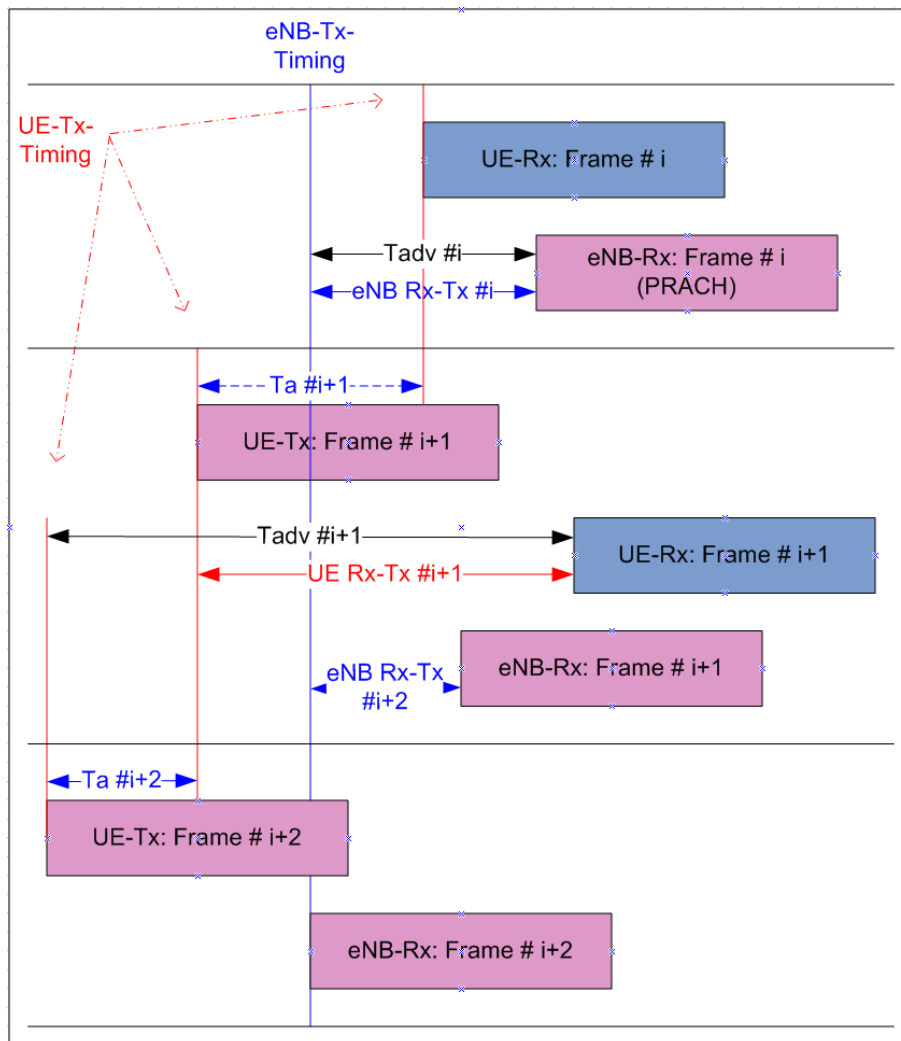 eNB-Tx-
Timing
UE-Tx-
Timing
UE-Rx: Frame # i
Tadv #i
eNB Rx-Tx #i
eNB-Rx: Frame # i
(PRACH)
Ta #i+1
UE-Tx: Frame # i+1
Tadv #i+1
UE Rx-Tx #i+1
UE-Rx: Frame # i+1
eNB Rx-Tx
#i+2
eNB-Rx: Frame # i+1
Ta #i+2
UE-Tx: Frame # i+2
eNB-Rx: Frame # i+2